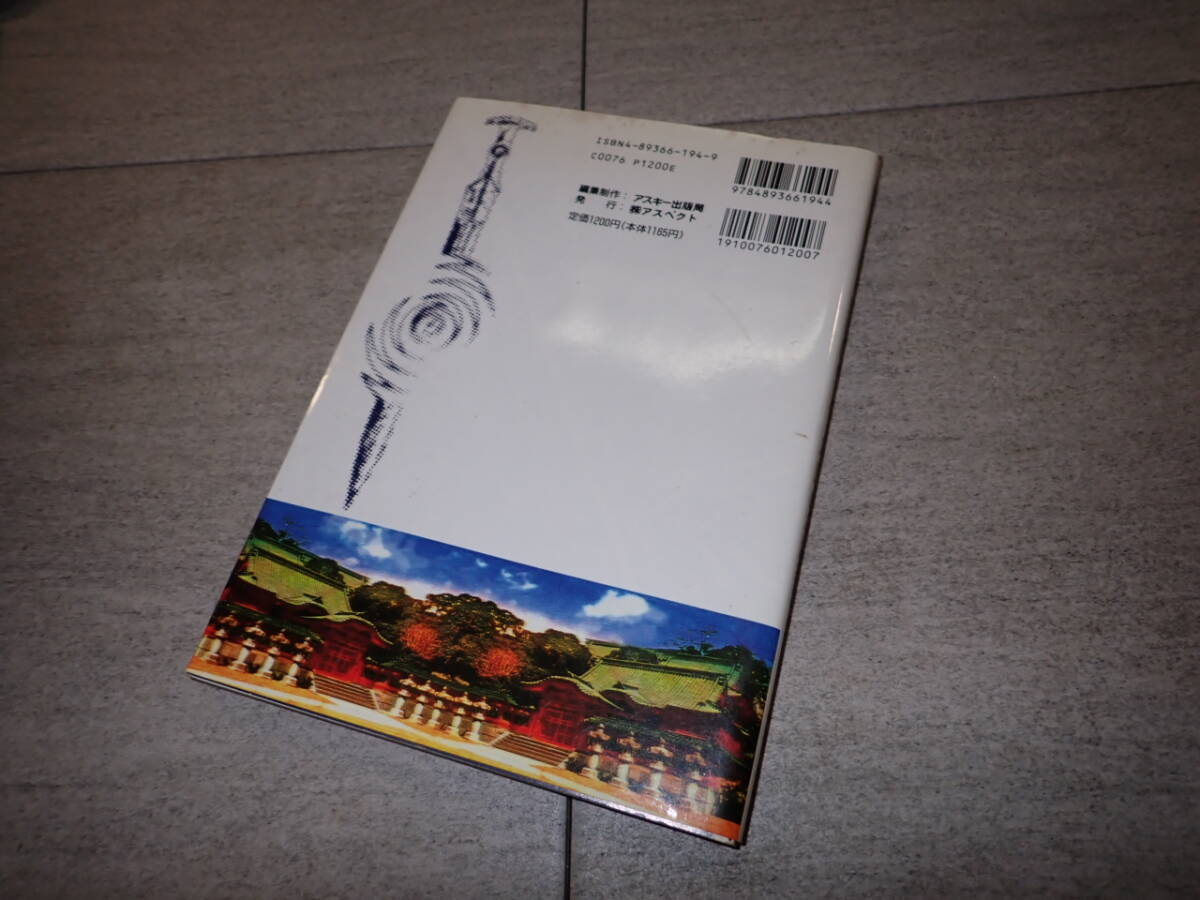 ISBN4-89366-194-9
C0076 P1200E
9784893661944
編集制作：アスキー出版局
発　　行：㈱アスペクト
定価1200円(本体1165円)
1910076012007